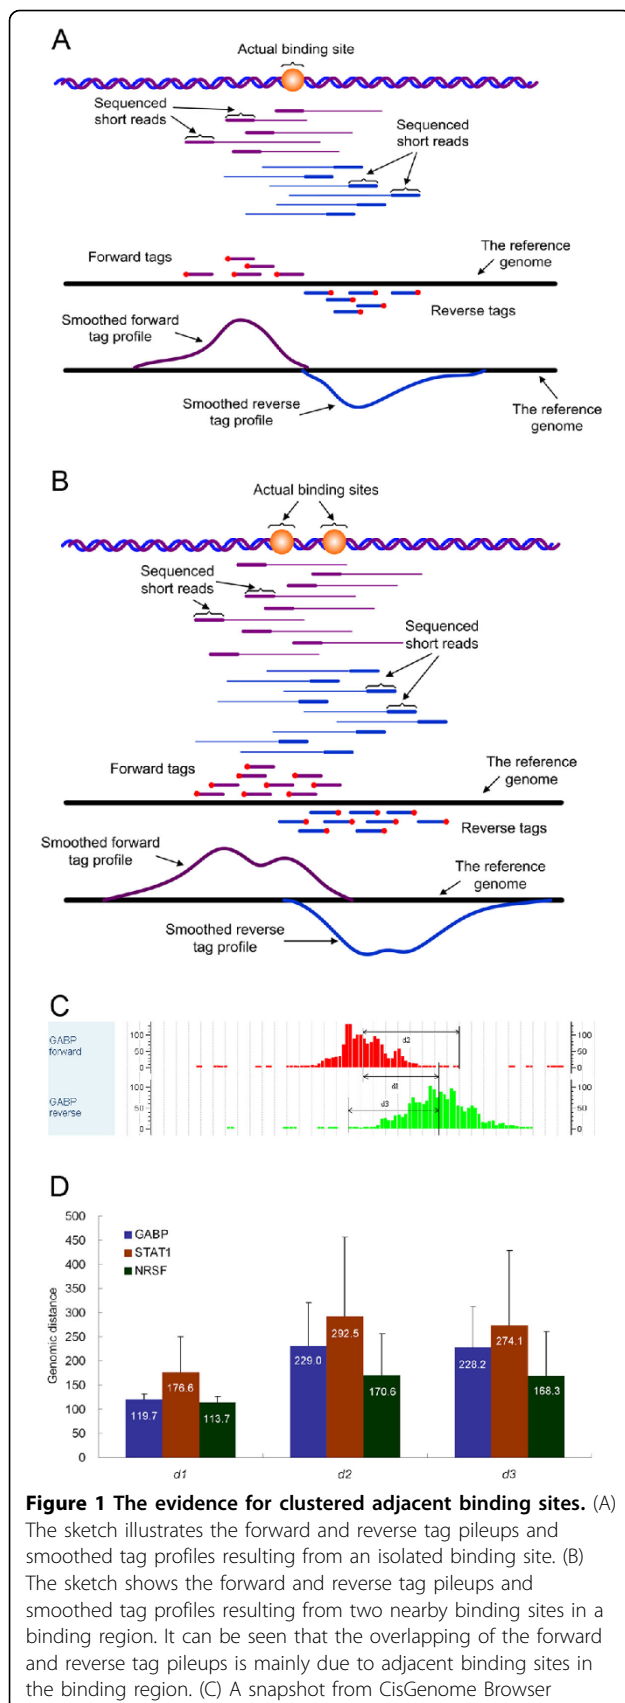 A
Actual binding site
Sequenced
short reads
Sequenced
short reads
Forward tags
The reference
genome
Reverse tags
Smoothed forward
tag profile
Smoothed reverse
tag profile
The reference
genome
B
Actual binding sites
Sequenced
short reads
Sequenced
short reads
Forward tags
The reference
genome
Reverse tags
Smoothed forward
tag profile
The reference
genome
Smoothed reverse
tag profile
C
GABP
forward
100
50
0
d2
100
50
0
d1
GABP
reverse
100
50
0
d3
100
50
0
D
500
450
400
350
300
250
200
150
100
50
0
Genomic distance
GABP
STAT1
NRSF
119.7
176.6
113.7
229.0
292.5
170.6
228.2
274.1
168.3
d1
d2
d3
Figure 1 The evidence for clustered adjacent binding sites. (A)
The sketch illustrates the forward and reverse tag pileups and
smoothed tag profiles resulting from an isolated binding site. (B)
The sketch shows the forward and reverse tag pileups and
smoothed tag profiles resulting from two nearby binding sites in a
binding region. It can be seen that the overlapping of the forward
and reverse tag pileups is mainly due to adjacent binding sites in
the binding region. (C) A snapshot from CisGenome Browser